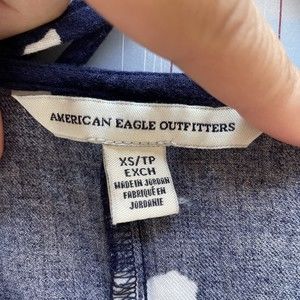 AMERICAN EAGLE OUTFITTERS
XS/TP
EXCH
MADE IN JORDAN
FABRIQUÉ EN
JORDANIE